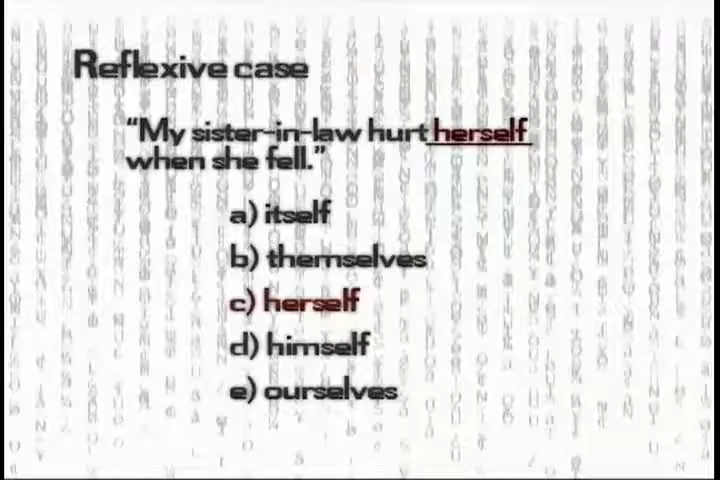 Reflexive case
"My sister-in-law hurt herself
when she fell."
a) itself
b) themselves
c) herself
d) himself
e) ourselves